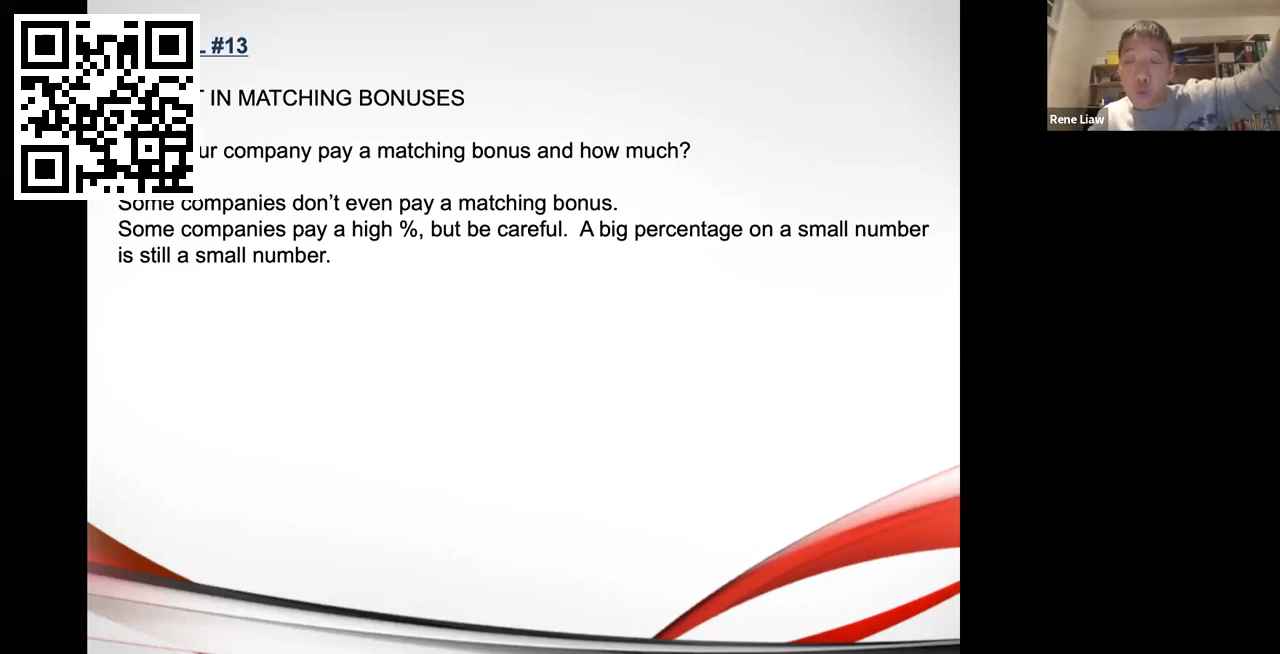 #13
IN MATCHING BONUSES
company pay a matching bonus and how much?
Some companies don’t even pay a matching bonus.
Some companies pay a high %, but be careful.  A big percentage on a small number
is still a small number.
Rene Liaw